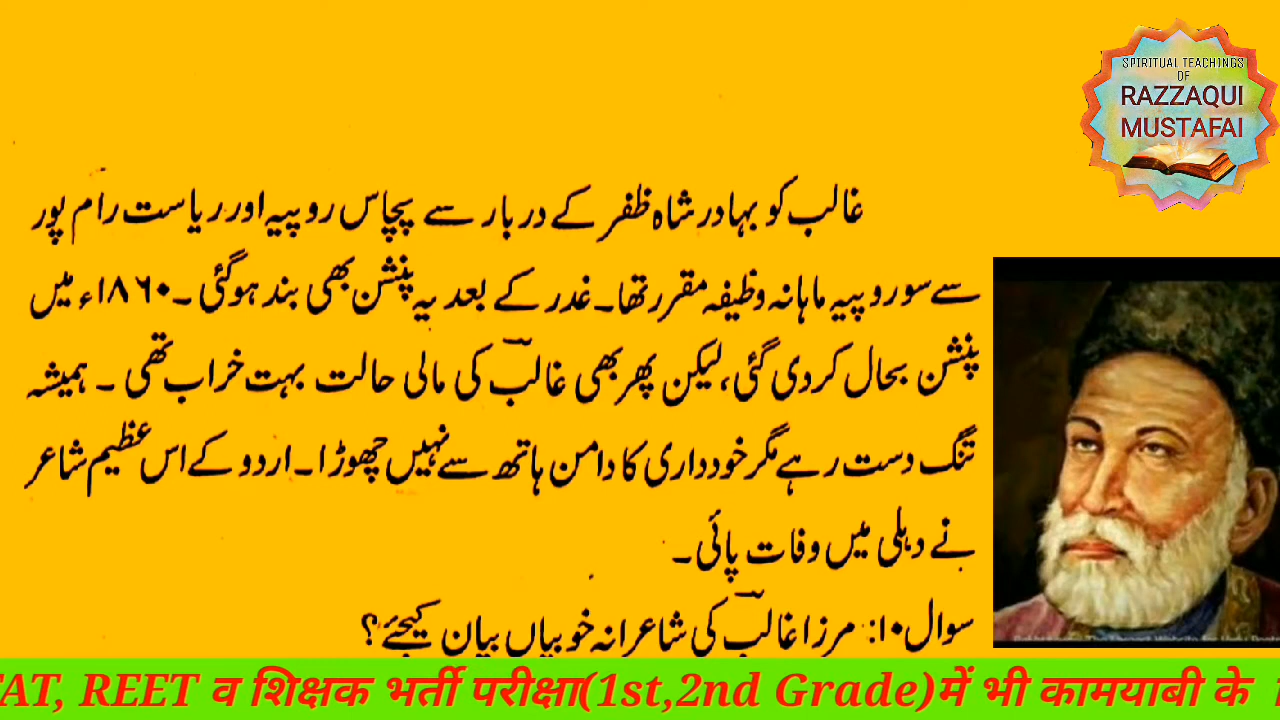 SPIRITUAL TEACHINGS
OF
RAZZAQUI
MUSTAFAI
غالب کو بہادر شاہ ظفر کے دربار سے پچاس روپیہ اور ریاست رام پور
سے سو روپیہ ماہانہ وظیفہ مقرر تھا۔ غدر کے بعد یہ پنشن بھی بند ہوگئی۔ ۱۸۶۰ء میں
پنشن بحال کر دی گئی، لیکن پھر بھی غالبؔ کی مالی حالت بہت خراب تھی ۔ ہمیشہ
تنگ دست رہے مگر خودداری کا دامن ہاتھ سے نہیں چھوڑا۔ اردو کے اس عظیم شاعر
نے دہلی میں وفات پائی۔
سوال ۱۰: مرزا غالبؔ کی شاعرانہ خوبیاں بیان کیجئے؟
TAT, REET व शिक्षक भर्ती परीक्षा(1st,2nd Grade)में भी कामयाबी के